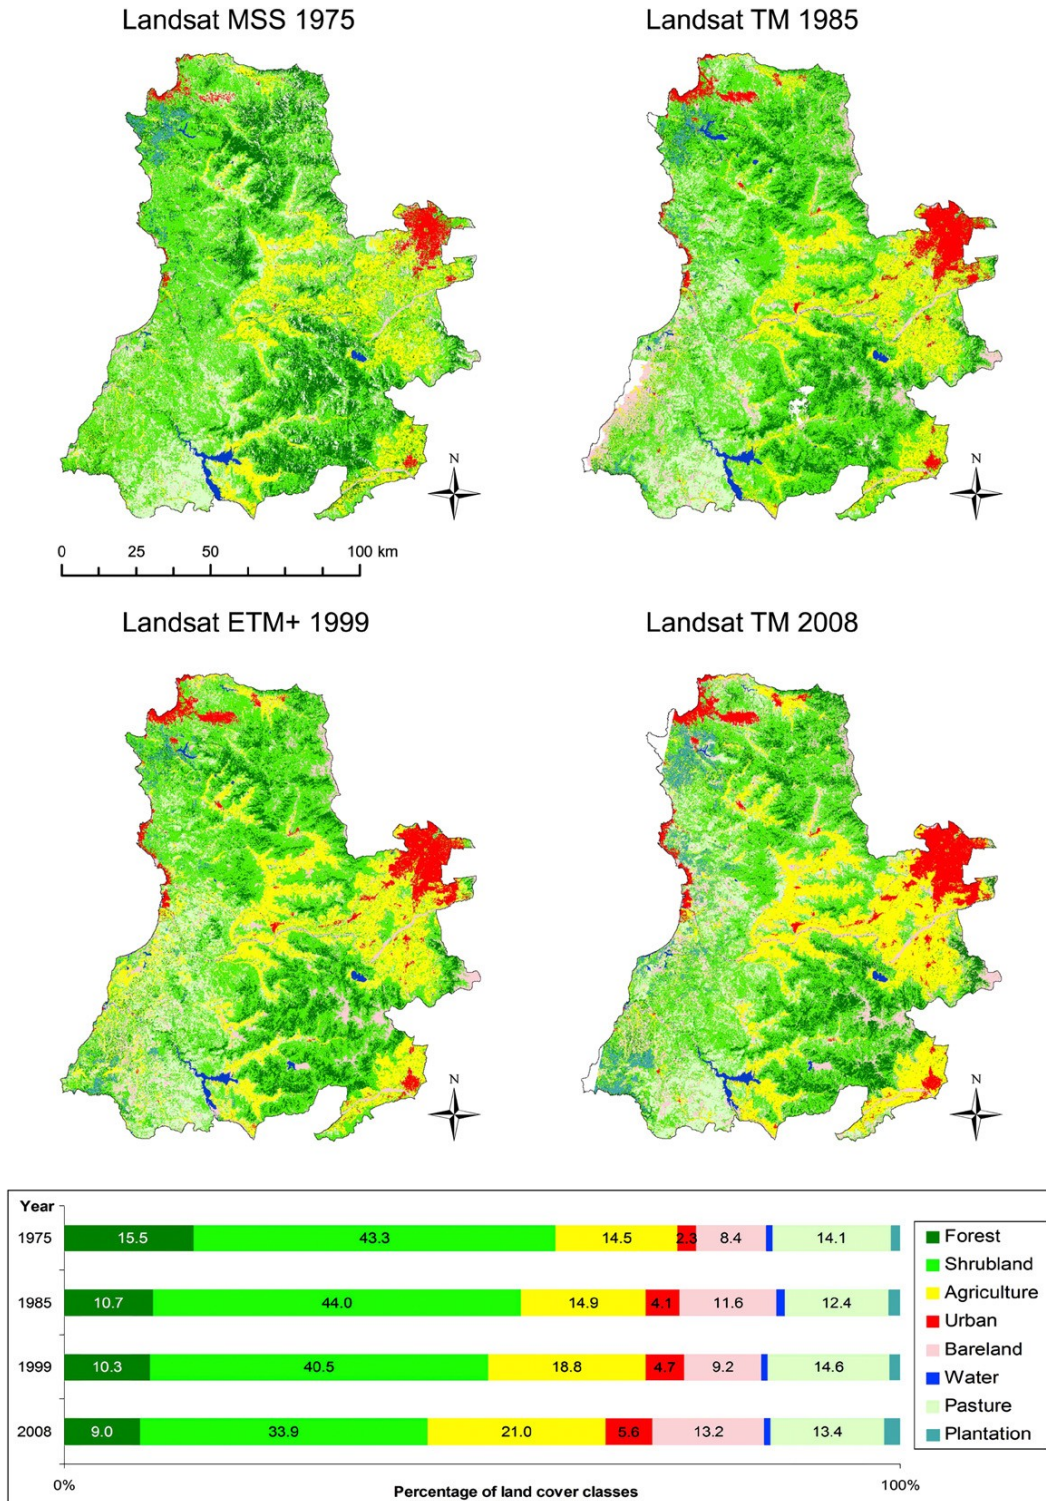 Landsat MSS 1975
Landsat TM 1985
N
N
0 25 50 100 km
Landsat ETM+ 1999
Landsat TM 2008
N
N
Year
1975 15.5 43.3 14.5 2.3 8.4 14.1
1985 10.7 44.0 14.9 4.1 11.6 12.4
1999 10.3 40.5 18.8 4.7 9.2 14.6
2008 9.0 33.9 21.0 5.6 13.2 13.4
0% 100%
Percentage of land cover classes
Forest
Shrubland
Agriculture
Urban
Bareland
Water
Pasture
Plantation